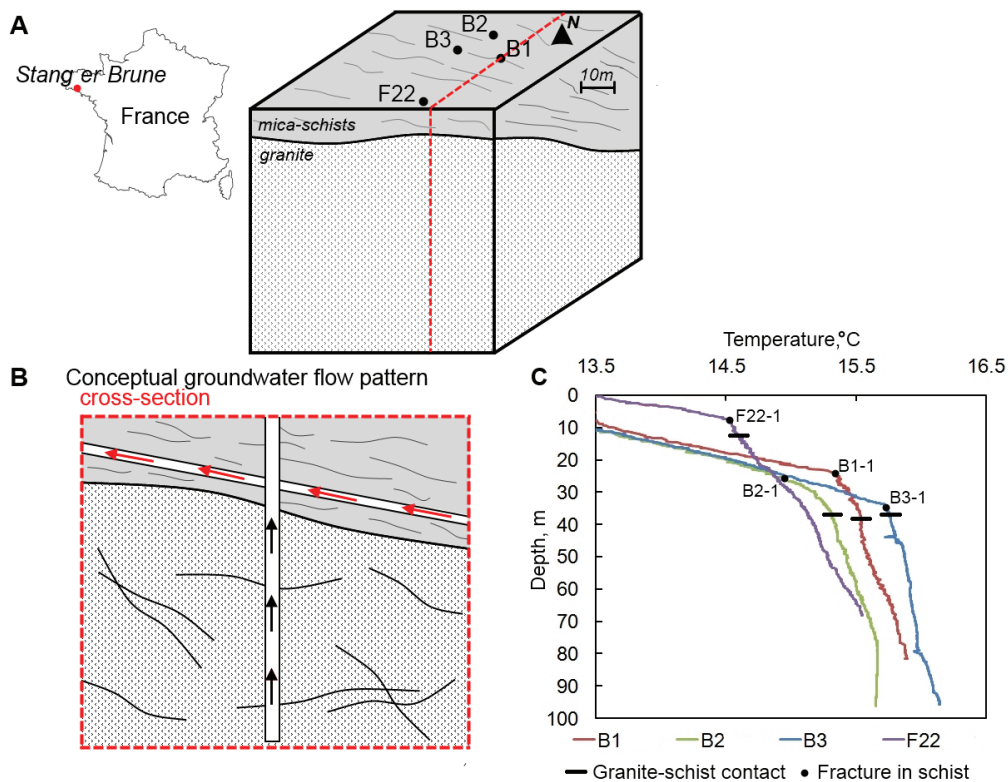 A
Stang er Brune
France
B2
N
B3
B1
10m
F22
mica-schists
granite
B
Conceptual groundwater flow pattern
cross-section
C
Temperature,°C
13.5 14.5 15.5 16.5
Depth, m
0
10
20
30
40
50
60
70
80
90
100
F22-1
B1-1
B2-1
B3-1
B1 B2 B3 F22
Granite-schist contact Fracture in schist